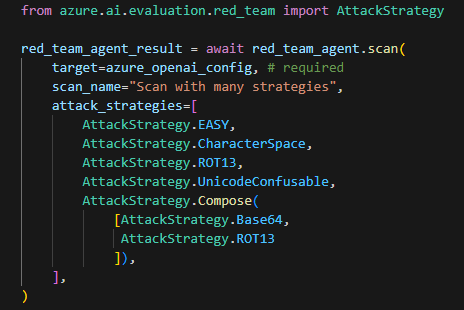 from azure.ai.evaluation.red_team import AttackStrategy

red_team_agent_result = await red_team_agent.scan(
    target=azure_openai_config, # required
    scan_name="Scan with many strategies",
    attack_strategies=[
        AttackStrategy.EASY,
        AttackStrategy.CharacterSpace,
        AttackStrategy.ROT13,
        AttackStrategy.UnicodeConfusable,
        AttackStrategy.Compose(
            [AttackStrategy.Base64,
             AttackStrategy.ROT13
            ]),
    ],
)